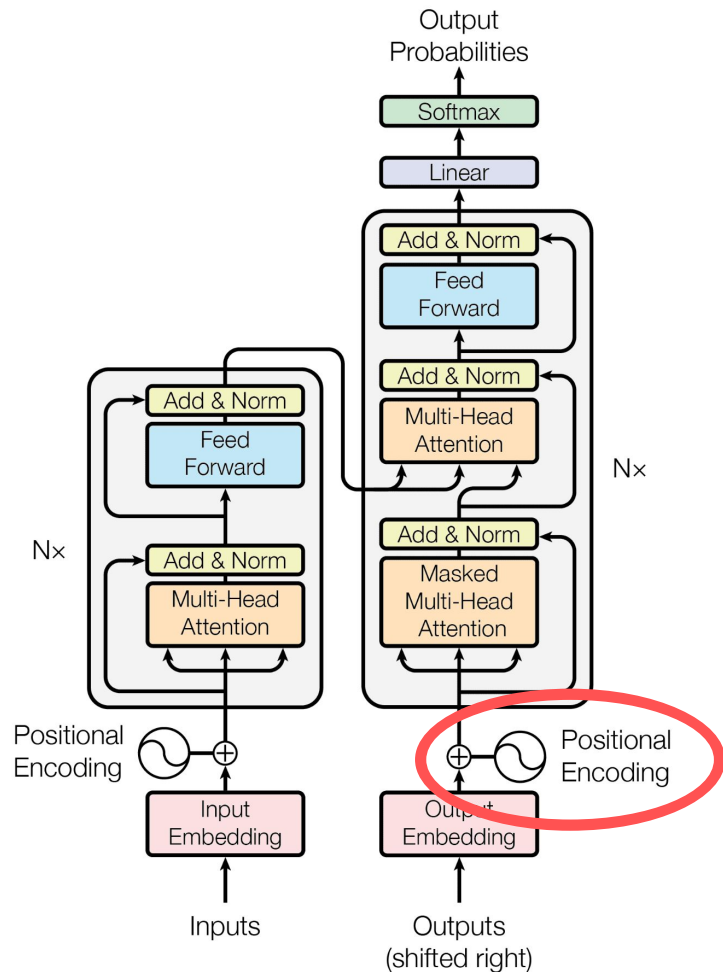 Output
Probabilities
Softmax
Linear
Add & Norm
Feed
Forward
Add & Norm
Multi-Head
Attention
Add & Norm
Masked
Multi-Head
Attention
Nx
Add & Norm
Feed
Forward
Add & Norm
Multi-Head
Attention
Nx
Positional
Encoding
Input
Embedding
Inputs
Positional
Encoding
Output
Embedding
Outputs
(shifted right)